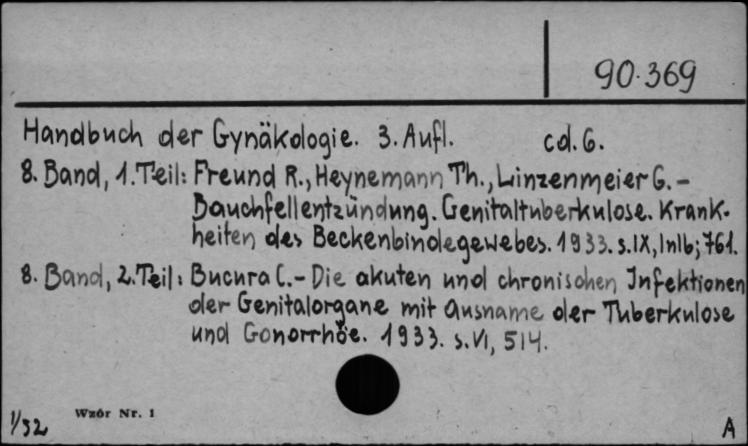 90.369
Handbuch der Gynäkologie. 3. Aufl. cd. 6.
8. Band, 1. Teil: Freund R., Heynemann Th., Linzenmeier G. –
Bauchfellentzündung. Genitaltuberkulose. Krank-
heiten des Beckenbindegewebes. 1933. s. IX, 761.
8. Band, 2. Teil: Bucura C. – Die akuten und chronischen Infektionen
der Genitalorgane mit Ausname der Tuberkulose
und Gonorrhöe. 1933. s. VI, 514.
1/32 Wzór Nr. 1 A